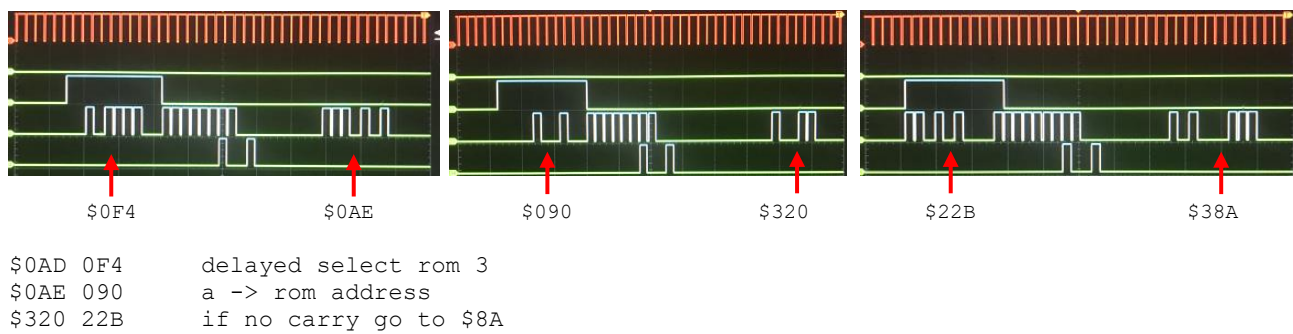 $0F4 $0AE $090 $320 $22B $38A
$0AD 0F4 delayed select rom 3
$0AE 090 a -> rom address
$320 22B if no carry go to $8A